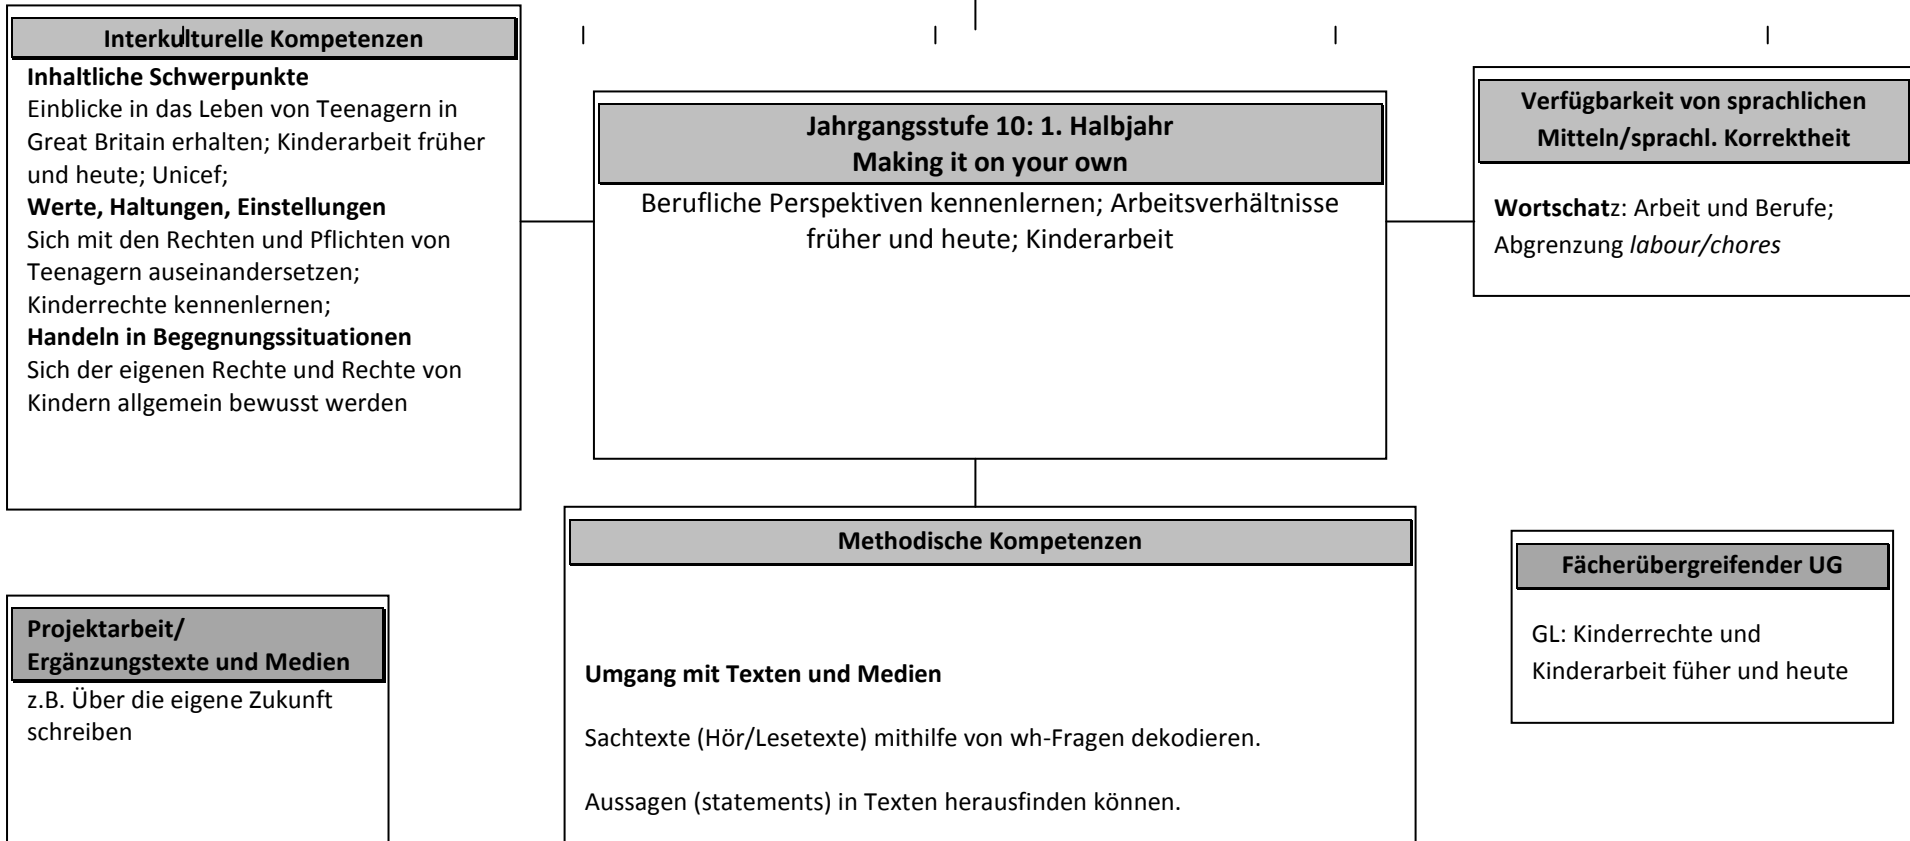 Interkulturelle Kompetenzen
Inhaltliche Schwerpunkte
Einblicke in das Leben von Teenagern in
Great Britain erhalten; Kinderarbeit früher
und heute; Unicef;
Werte, Haltungen, Einstellungen
Sich mit den Rechten und Pflichten von
Teenagern auseinandersetzen;
Kinderrechte kennenlernen;
Handeln in Begegnungssituationen
Sich der eigenen Rechte und Rechte von
Kindern allgemein bewusst werden
Jahrgangsstufe 10: 1. Halbjahr
Making it on your own
Berufliche Perspektiven kennenlernen; Arbeitsverhältnisse
früher und heute; Kinderarbeit
Verfügbarkeit von sprachlichen
Mitteln/sprachl. Korrektheit
Wortschatz: Arbeit und Berufe;
Abgrenzung labour/chores
Projektarbeit/
Ergänzungstexte und Medien
z.B. Über die eigene Zukunft
schreiben
Methodische Kompetenzen
Umgang mit Texten und Medien
Sachtexte (Hör/Lesetexte) mithilfe von wh-Fragen dekodieren.
Aussagen (statements) in Texten herausfinden können.
Fächerübergreifender UG
GL: Kinderrechte und
Kinderarbeit füher und heute